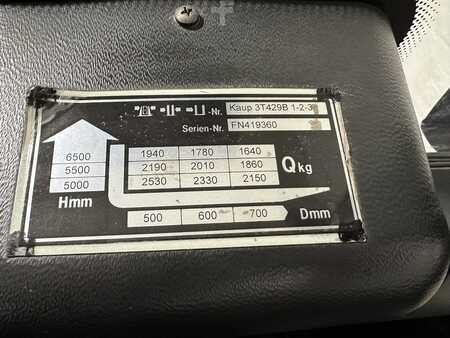 -Nr. Kaup 3T429B 1-2-3
Serien-Nr. FN419360
6500 1940 1780 1640
5500 2190 2010 1860 Q kg
5000 2530 2330 2150
Hmm
500 600 700 Dmm